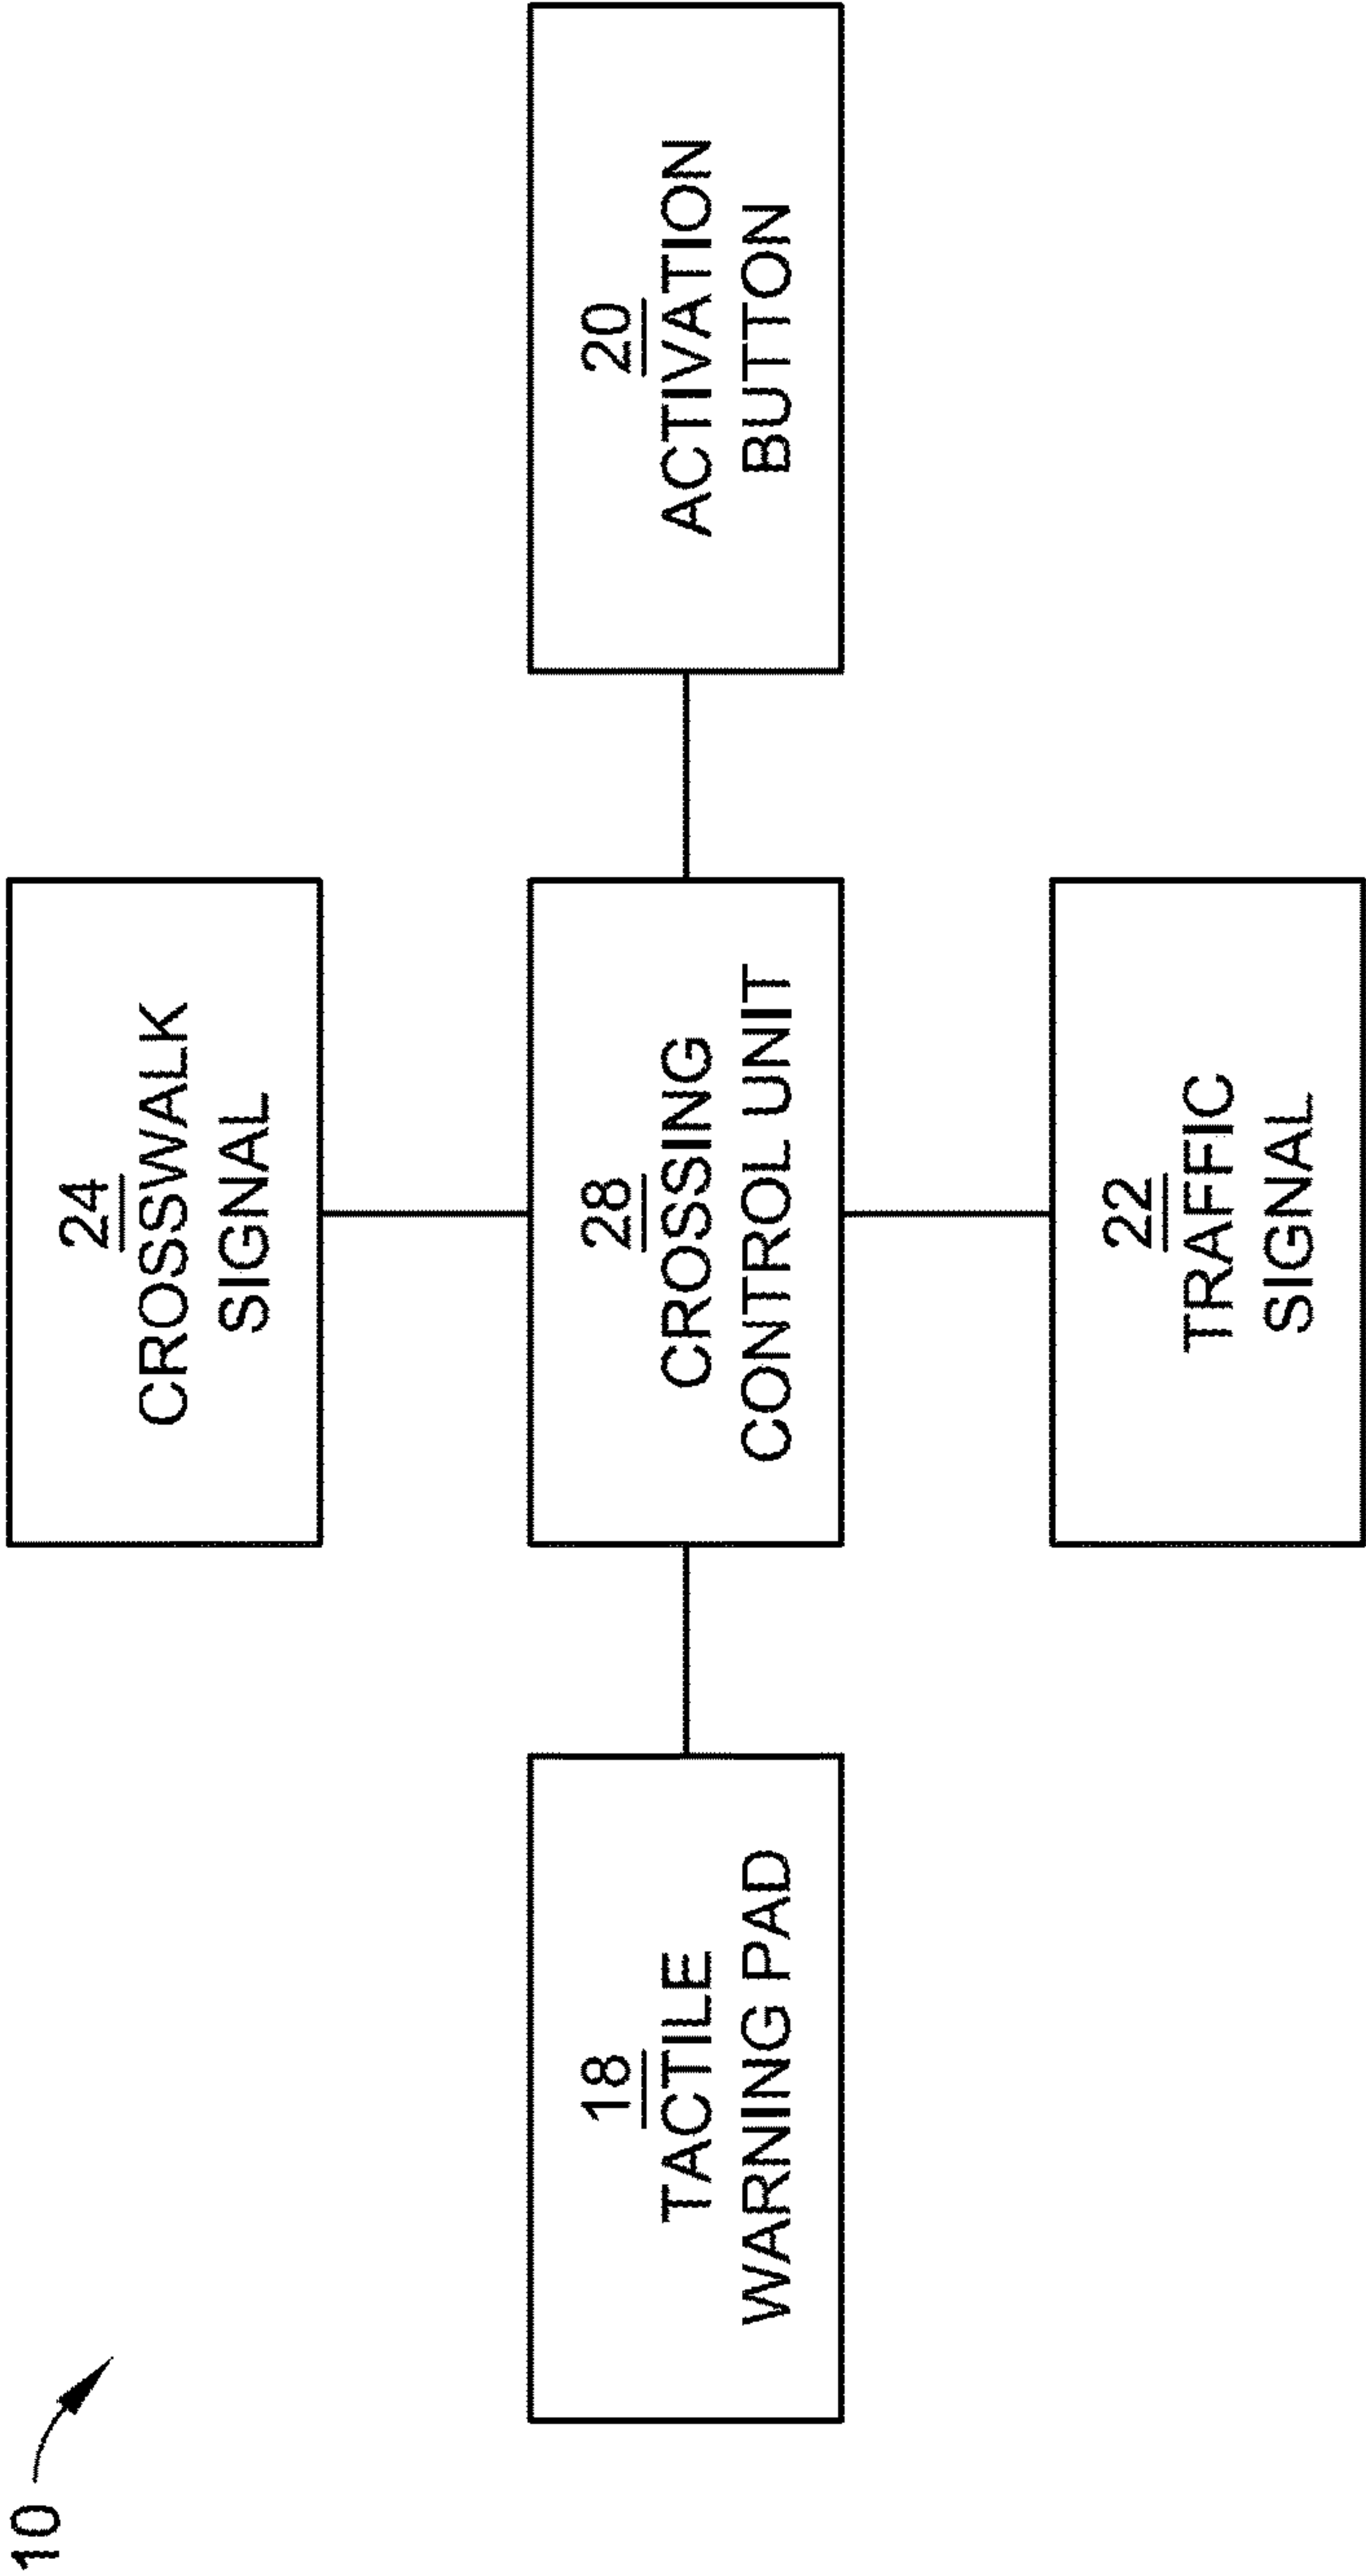 10
24
CROSSWALK
SIGNAL
18
TACTILE
WARNING PAD
28
CROSSING
CONTROL UNIT
20
ACTIVATION
BUTTON
22
TRAFFIC
SIGNAL